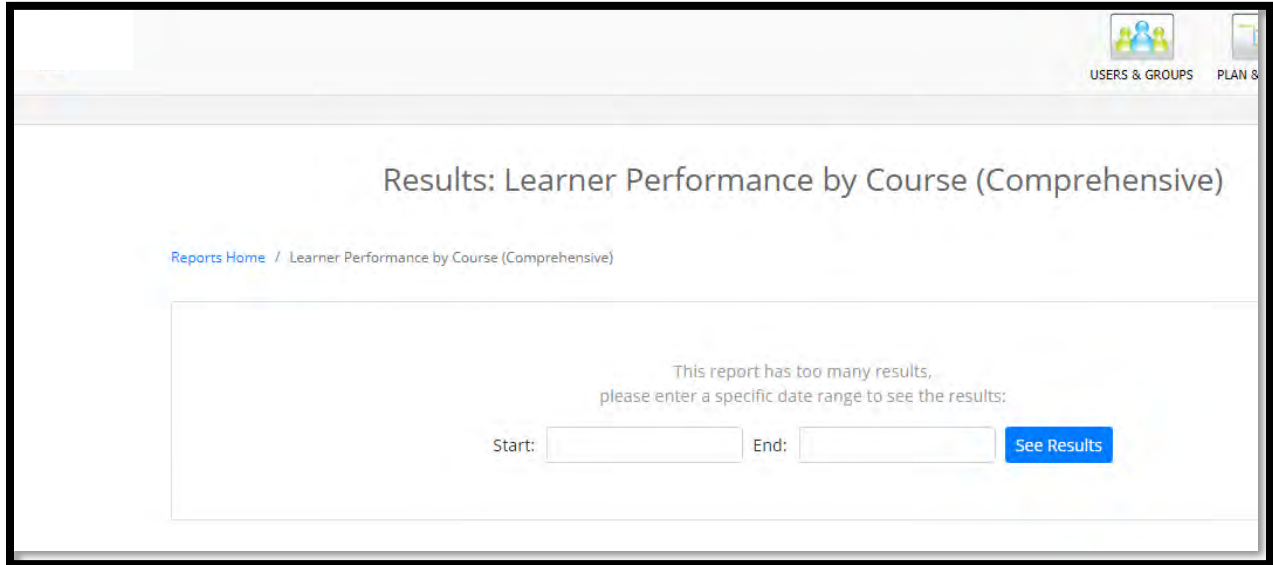 USERS & GROUPS PLAN &
Results: Learner Performance by Course (Comprehensive)
Reports Home / Learner Performance by Course (Comprehensive)
This report has too many results,
please enter a specific date range to see the results:
Start: End: See Results